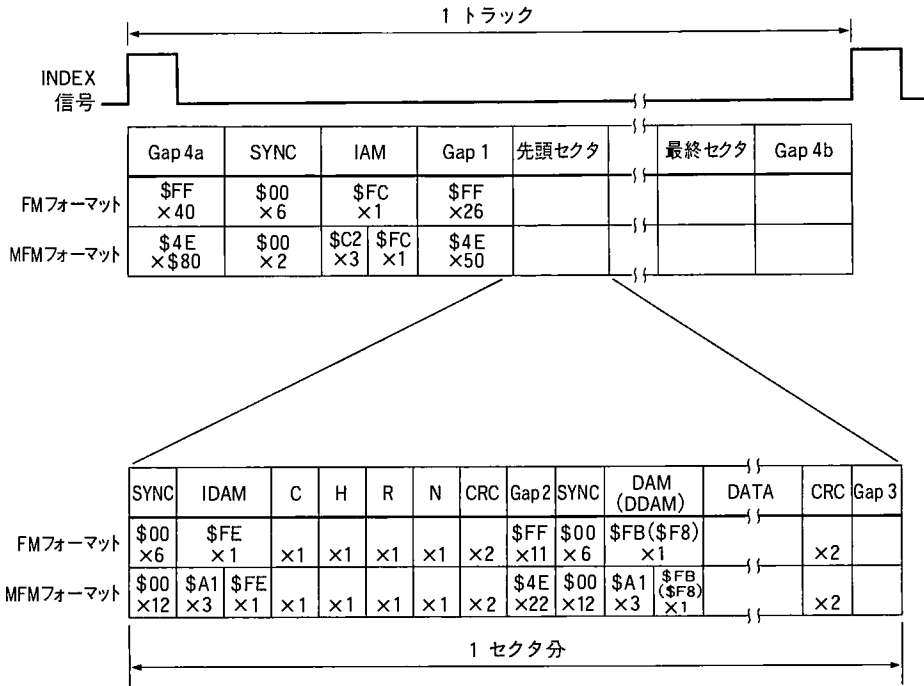 1 トラック
INDEX
信号
Gap 4a SYNC IAM Gap 1 先頭セクタ 最終セクタ Gap 4b
FMフォーマット $FF ×40 $00 ×6 $FC ×1 $FF ×26
MFMフォーマット $4E ×$80 $00 ×2 $C2 ×3 $FC ×1 $4E ×50
SYNC IDAM C H R N CRC Gap2 SYNC DAM (DDAM) DATA CRC Gap 3
FMフォーマット $00 ×6 $FE ×1 ×1 ×1 ×1 ×1 ×2 $FF ×11 $00 ×6 $FB($F8) ×1 ×2
MFMフォーマット $00 ×12 $A1 ×3 $FE ×1 ×1 ×1 ×1 ×1 ×2 $4E ×22 $00 ×12 $A1 ×3 $FB ($F8) ×1 ×2
1 セクタ分